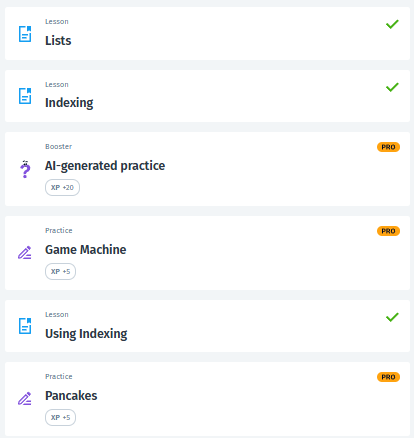 Lesson
Lists
Lesson
Indexing
Booster
PRO
AI-generated practice
XP +20
Practice
PRO
Game Machine
XP +5
Lesson
Using Indexing
Practice
PRO
Pancakes
XP +5